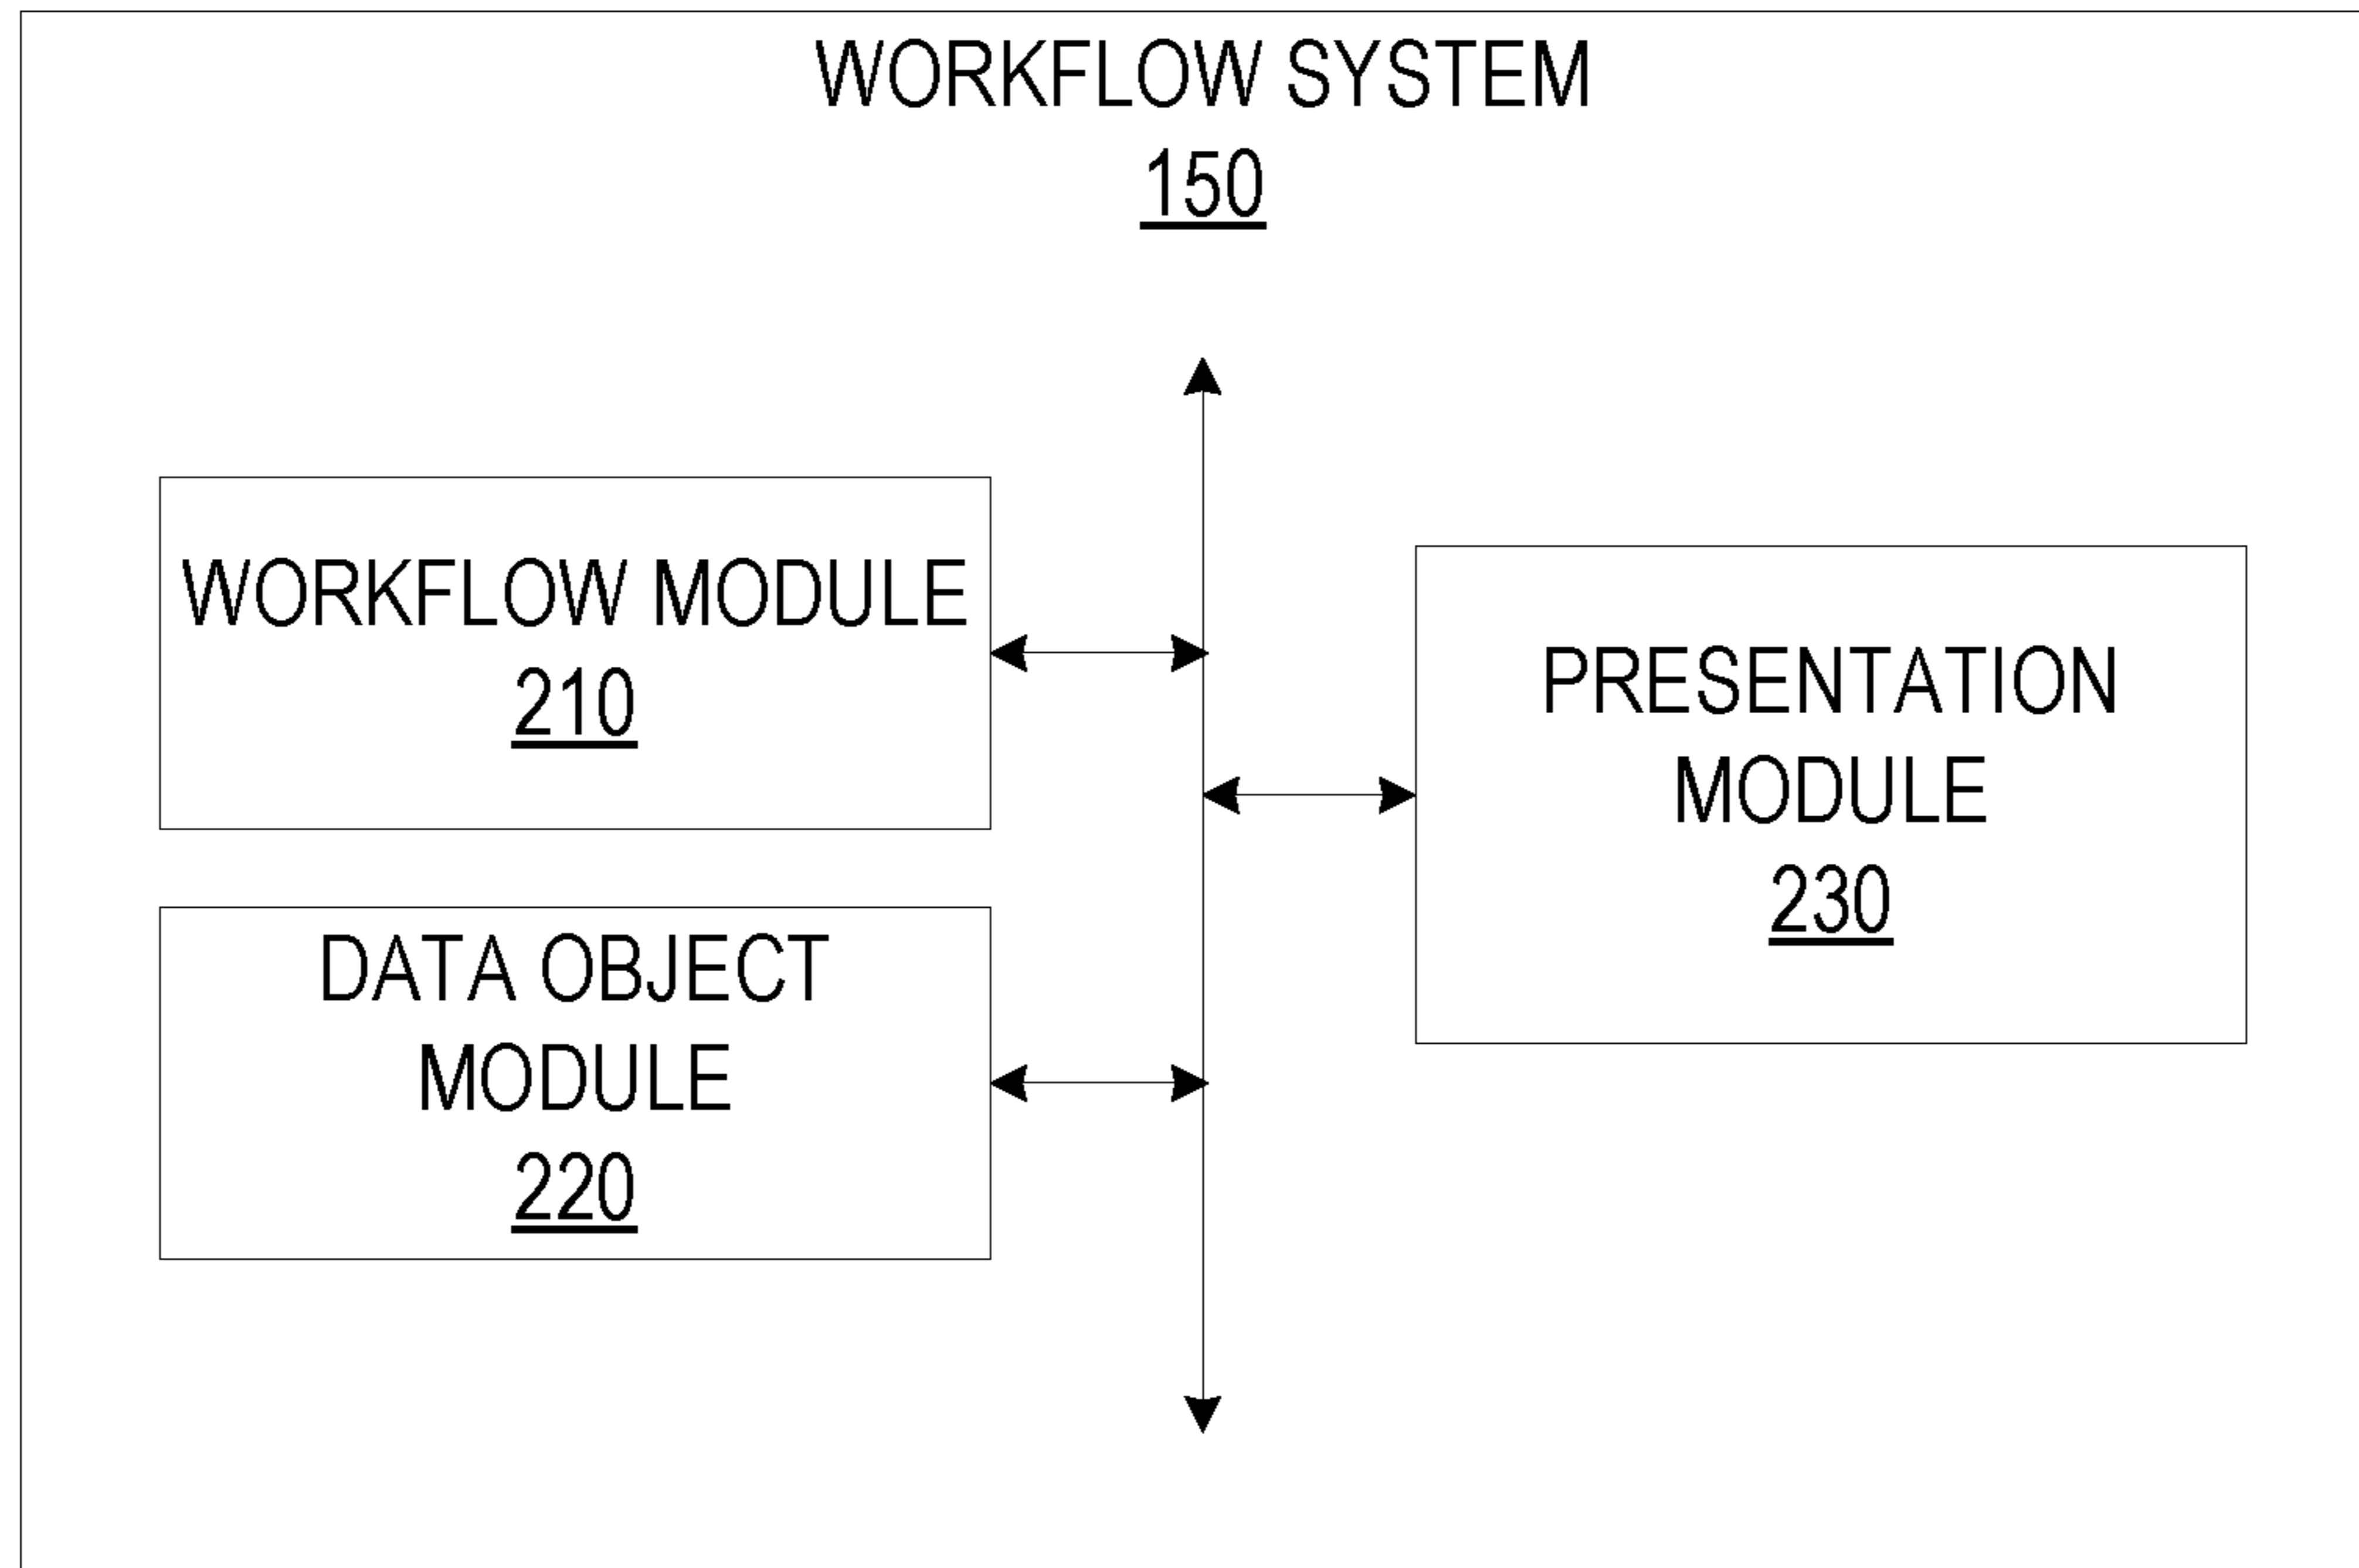 WORKFLOW SYSTEM
150
WORKFLOW MODULE
210
DATA OBJECT
MODULE
220
PRESENTATION
MODULE
230